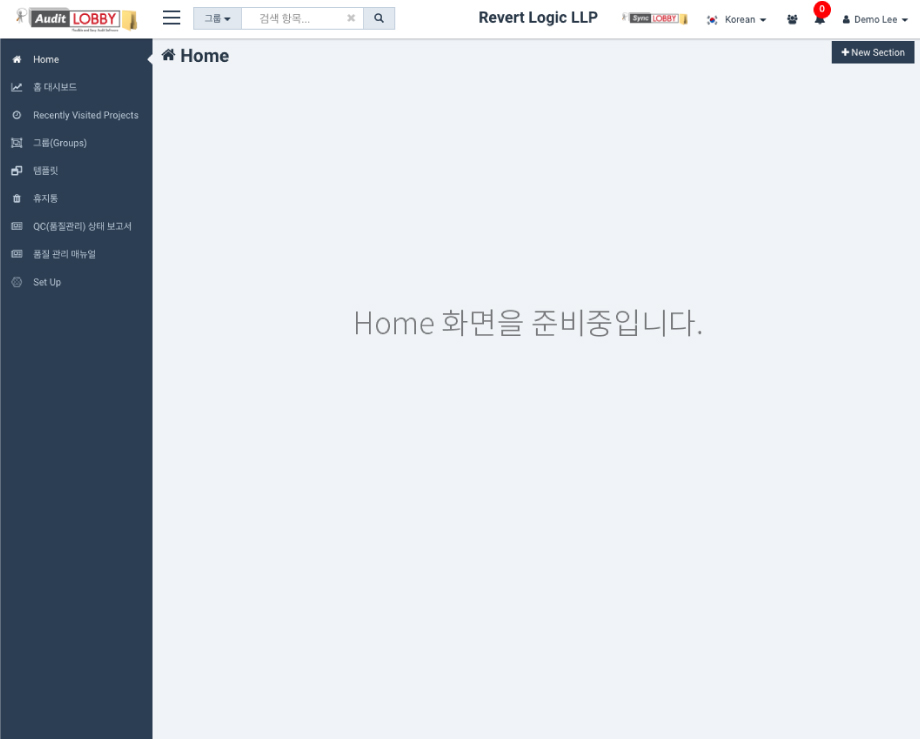 Audit LOBBY
그룹
검색 항목...
Revert Logic LLP
Sync LOBBY
Korean
0
Demo Lee
Home
홈 대시보드
Recently Visited Projects
그룹(Groups)
템플릿
휴지통
QC(품질관리) 상태 보고서
품질 관리 매뉴얼
Set Up
Home
New Section
Home 화면을 준비중입니다.